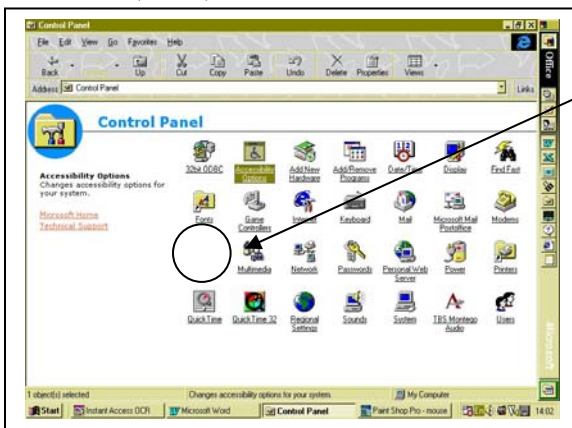 Control Panel
File Edit View Go Favorites Help
Back Up Cut Copy Paste Undo Delete Properties Views
Address Control Panel Links
Office
Control Panel
Accessibility Options
Changes accessibility options for
your system.
Microsoft Home
Technical Support
32bit ODBC Accessibility Options Add New Hardware Add/Remove Programs Date/Time Display Find Fast
Fonts Game Controllers Internet Keyboard Mail Microsoft Mail Postoffice Modems
Multimedia Network Passwords Personal Web Server Power Printers
QuickTime QuickTime 32 Regional Settings Sounds System TBS Montego Audio Users
Microsoft
1 object(s) selected Changes accessibility options for your system. My Computer
Start Instant Access OCR Microsoft Word Control Panel Paint Shop Pro - mouse 14:02